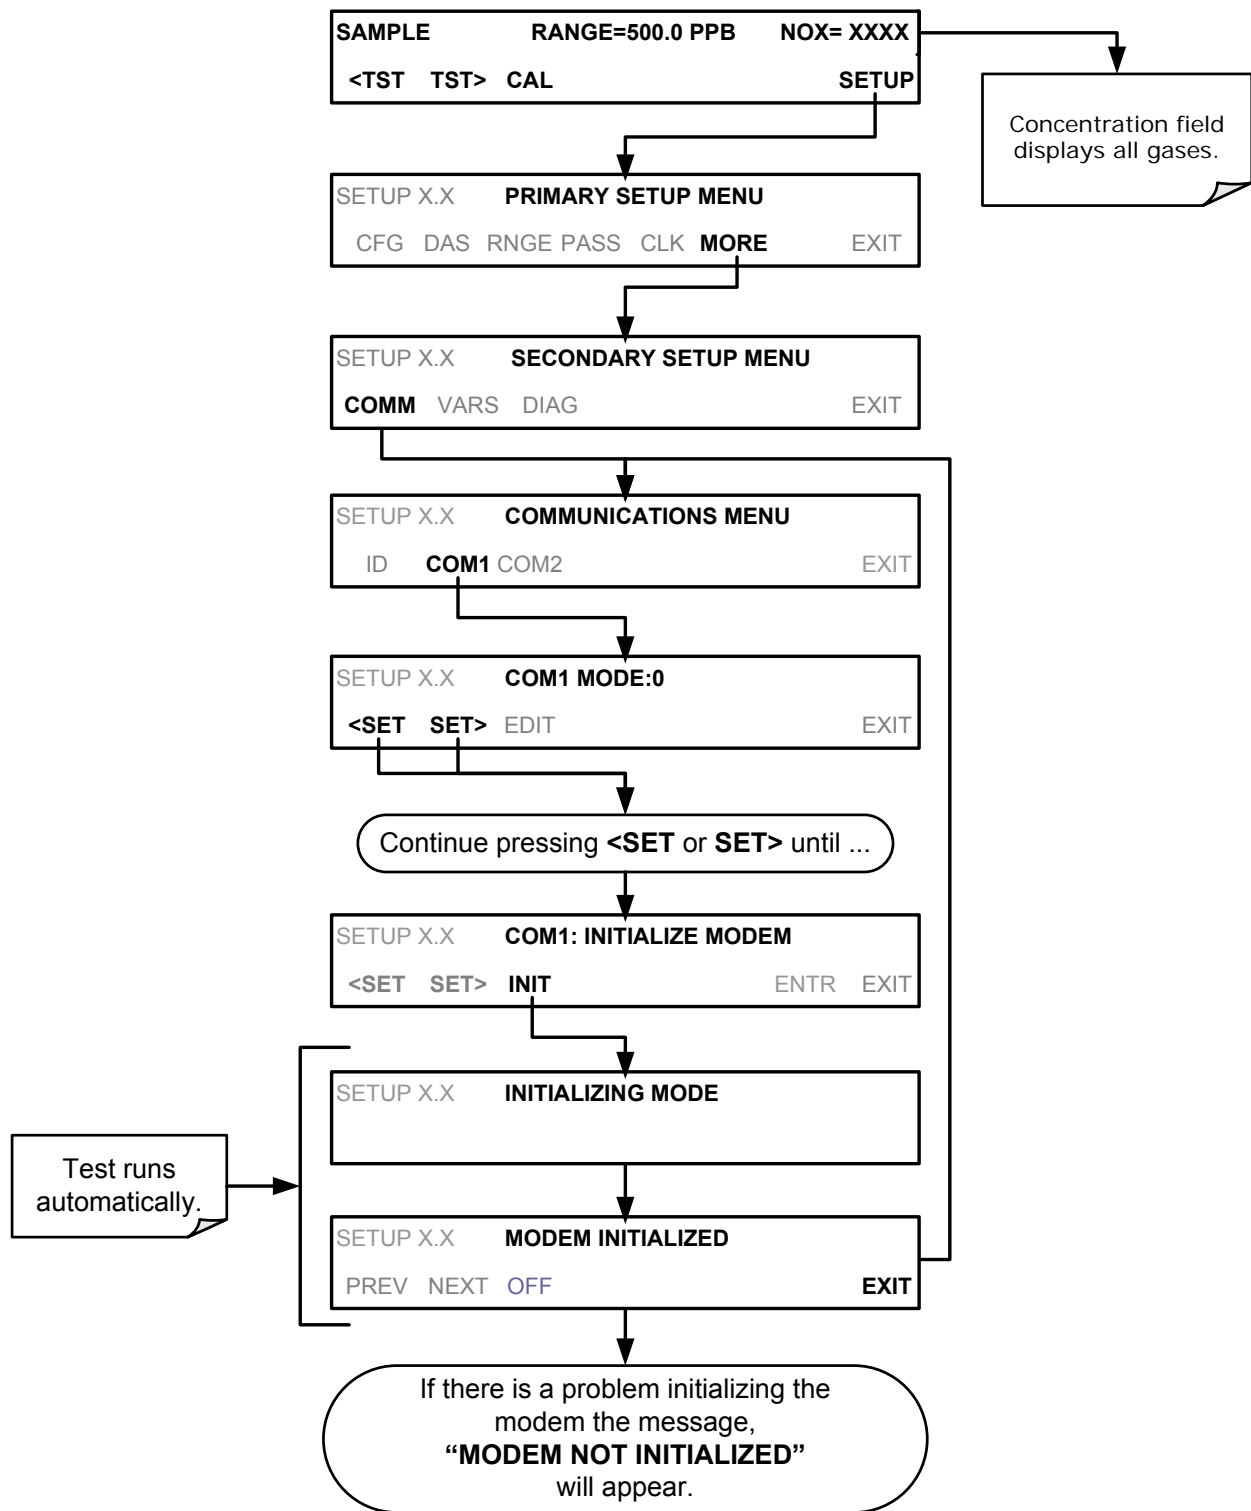 SAMPLE RANGE=500.0 PPB NOX= XXXX
<TST TST> CAL SETUP
Concentration field
displays all gases.
SETUP X.X PRIMARY SETUP MENU
CFG DAS RNGE PASS CLK MORE EXIT
SETUP X.X SECONDARY SETUP MENU
COMM VARS DIAG EXIT
SETUP X.X COMMUNICATIONS MENU
ID COM1 COM2 EXIT
SETUP X.X COM1 MODE:0
<SET SET> EDIT EXIT
Continue pressing <SET or SET> until ...
SETUP X.X COM1: INITIALIZE MODEM
<SET SET> INIT ENTR EXIT
SETUP X.X INITIALIZING MODE
Test runs
automatically.
SETUP X.X MODEM INITIALIZED
PREV NEXT OFF EXIT
If there is a problem initializing the
modem the message,
“MODEM NOT INITIALIZED”
will appear.